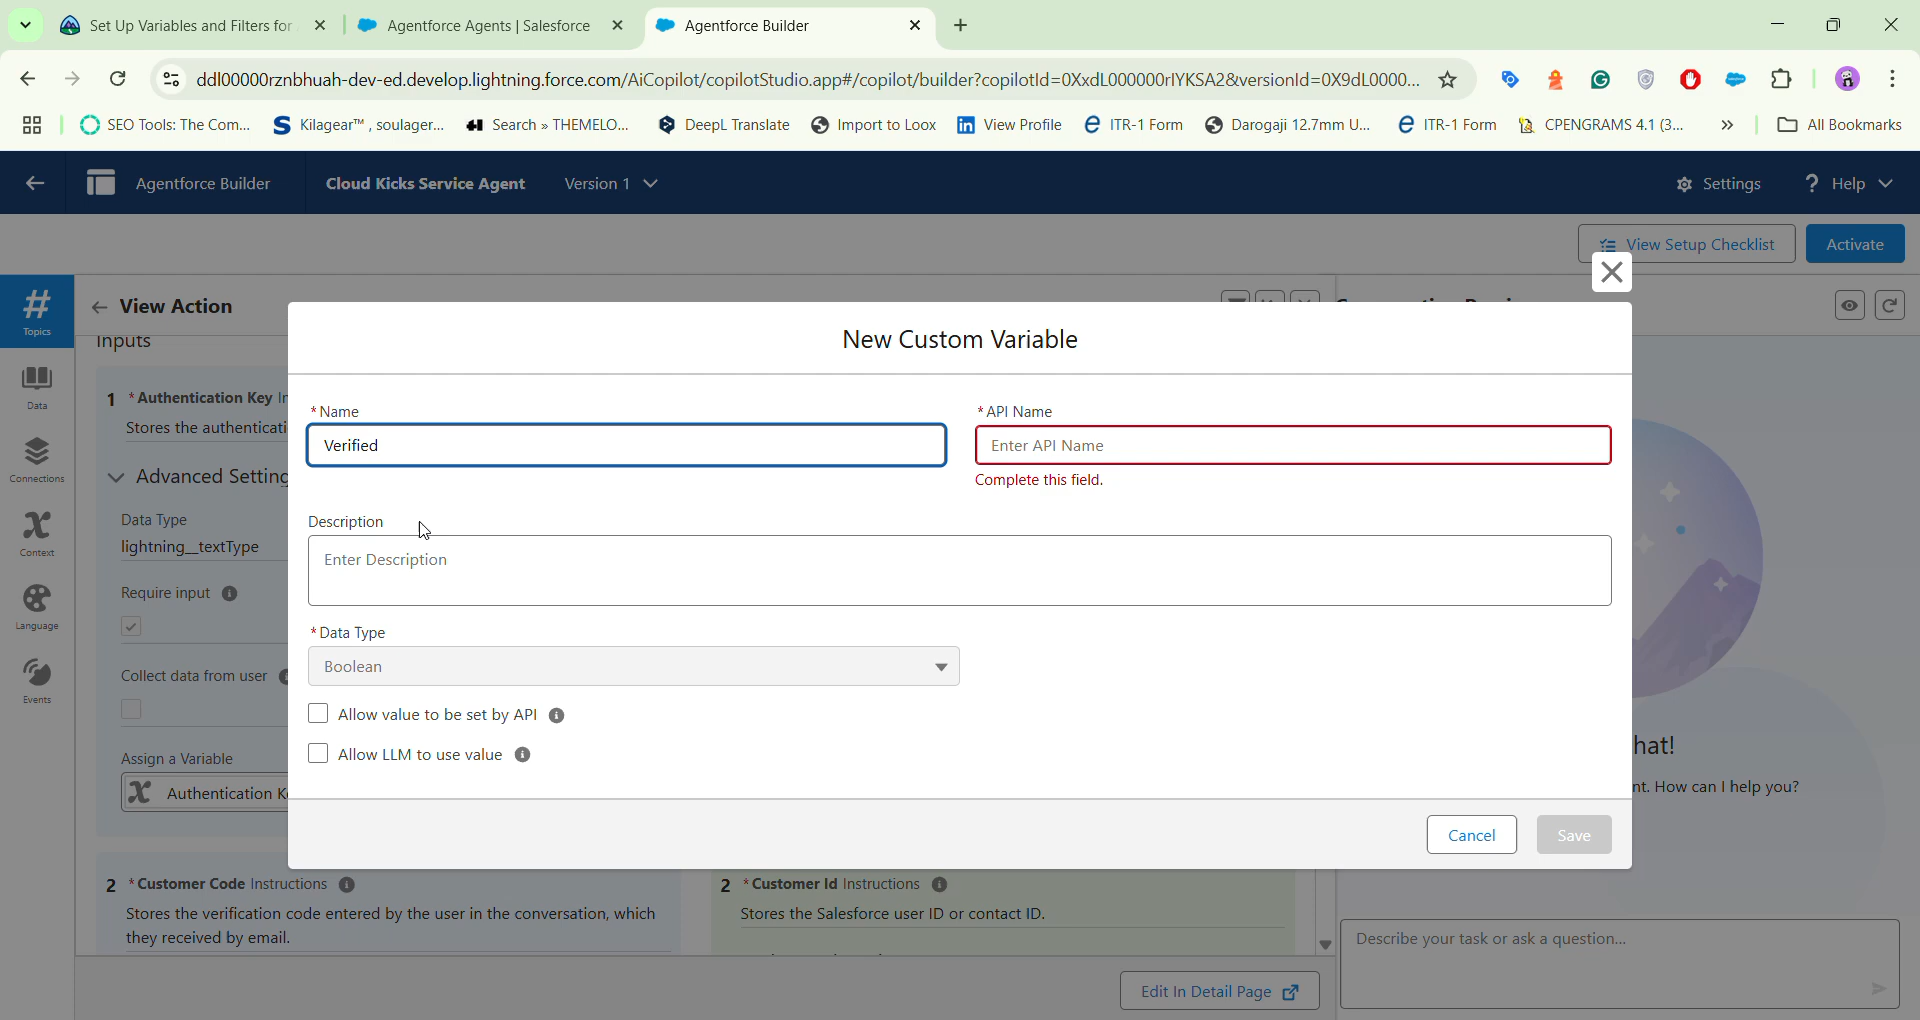 Set Up Variables and Filters for
Agentforce Agents | Salesforce
Agentforce Builder
ddl00000rznbhuah-dev-ed.develop.lightning.force.com/AiCopilot/copilotStudio.app#/copilot/builder?copilotId=0XxdL000000rIYKSA2&versionId=0X9dL0000...
SEO Tools: The Com...
Kilagear™ , soulager...
Search » THEMELO...
DeepL Translate
Import to Loox
View Profile
ITR-1 Form
Darogaji 12.7mm U...
ITR-1 Form
CPENGRAMS 4.1 (3...
All Bookmarks
Agentforce Builder
Cloud Kicks Service Agent
Version 1
Settings
Help
View Setup Checklist
Activate
Topics
Data
Connections
Context
Language
Events
View Action
Inputs
1 *Authentication Key In
Stores the authenticati
Advanced Setting
Data Type
lightning__textType
Require input
Collect data from user
Assign a Variable
Authentication Ke
New Custom Variable
*Name
Verified
*API Name
Enter API Name
Complete this field.
Description
Enter Description
*Data Type
Boolean
Allow value to be set by API
Allow LLM to use value
Cancel
Save
hat!
nt. How can I help you?
2 *Customer Code Instructions
Stores the verification code entered by the user in the conversation, which
they received by email.
2 *Customer Id Instructions
Stores the Salesforce user ID or contact ID.
Edit In Detail Page
Describe your task or ask a question...